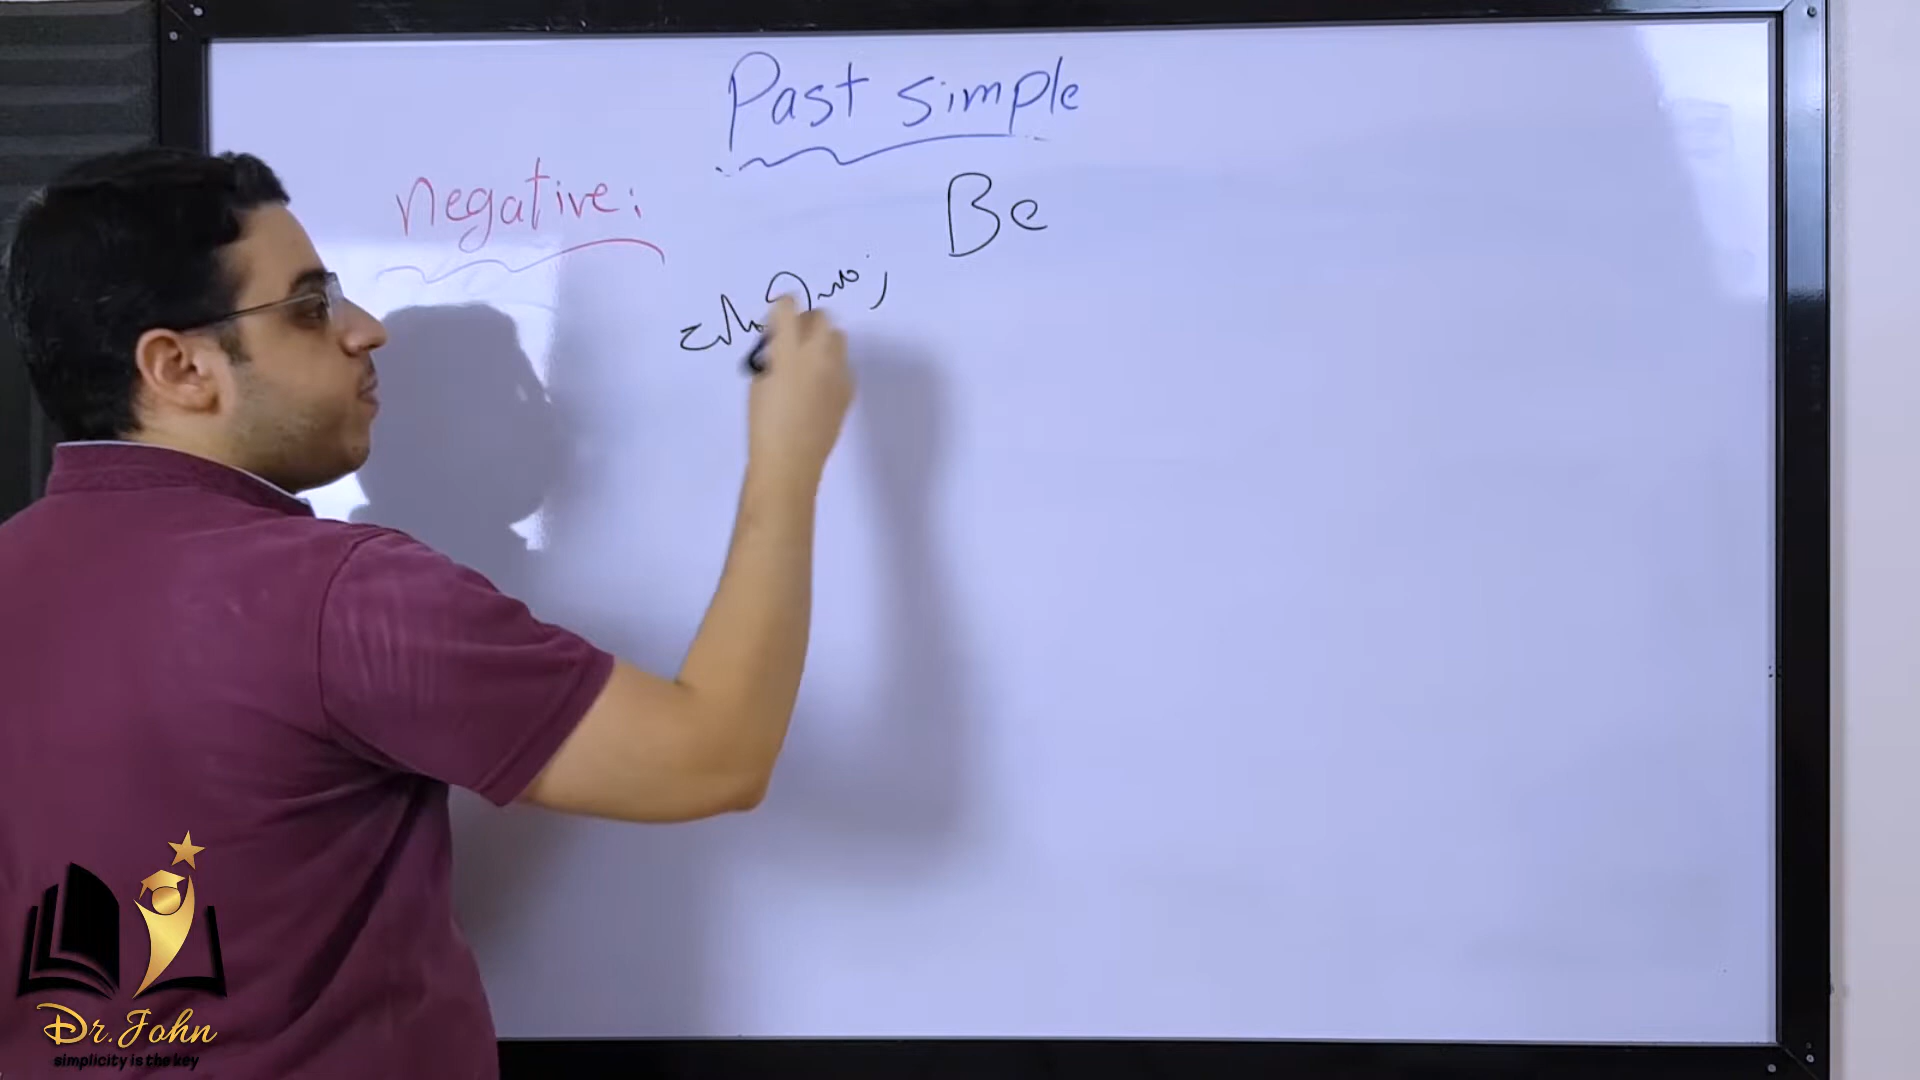 Past simple
negative:
Be
Dr. John
simplicity is the key